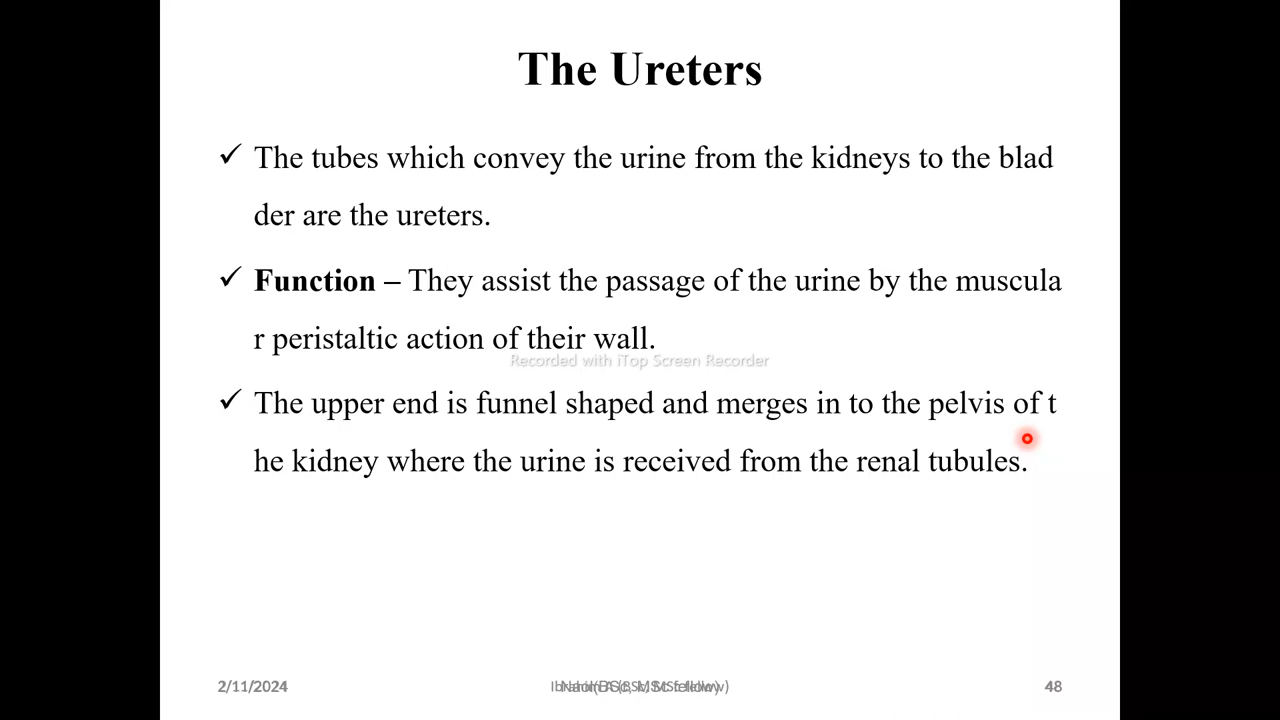 The Ureters
✓ The tubes which convey the urine from the kidneys to the blad
der are the ureters.
✓ Function – They assist the passage of the urine by the muscula
r peristaltic action of their wall.
Recorded with iTop Screen Recorder
✓ The upper end is funnel shaped and merges in to the pelvis of t
he kidney where the urine is received from the renal tubules.
2/11/2024
48